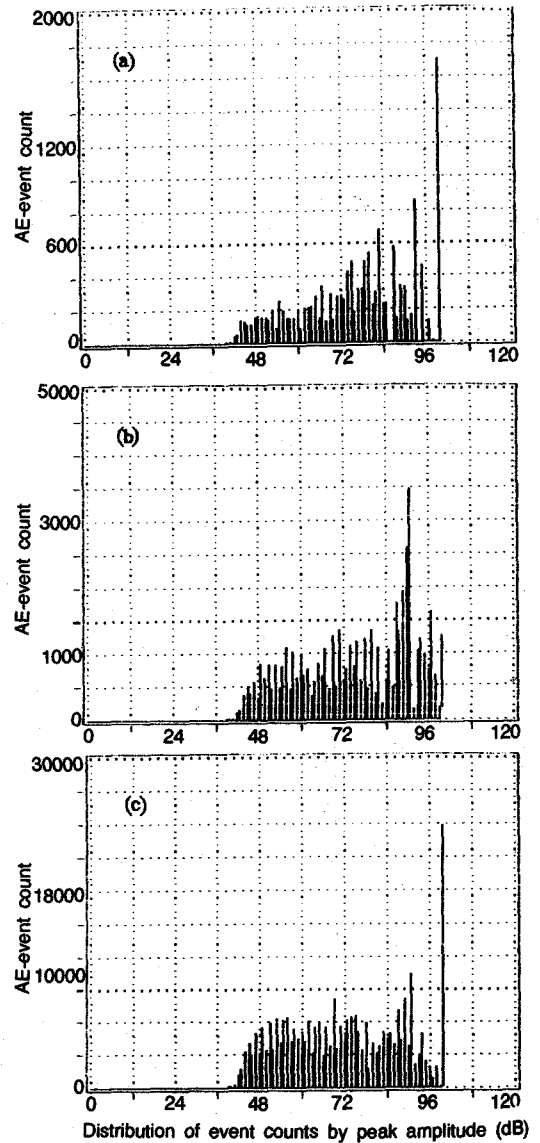 2000
(a)
1200
AE-event count
600
0
0 24 48 72 96 120
5000
(b)
3000
AE-event count
1000
0
0 24 48 72 96 120
30000
(c)
18000
AE-event count
10000
0
0 24 48 72 96 120
Distribution of event counts by peak amplitude (dB)